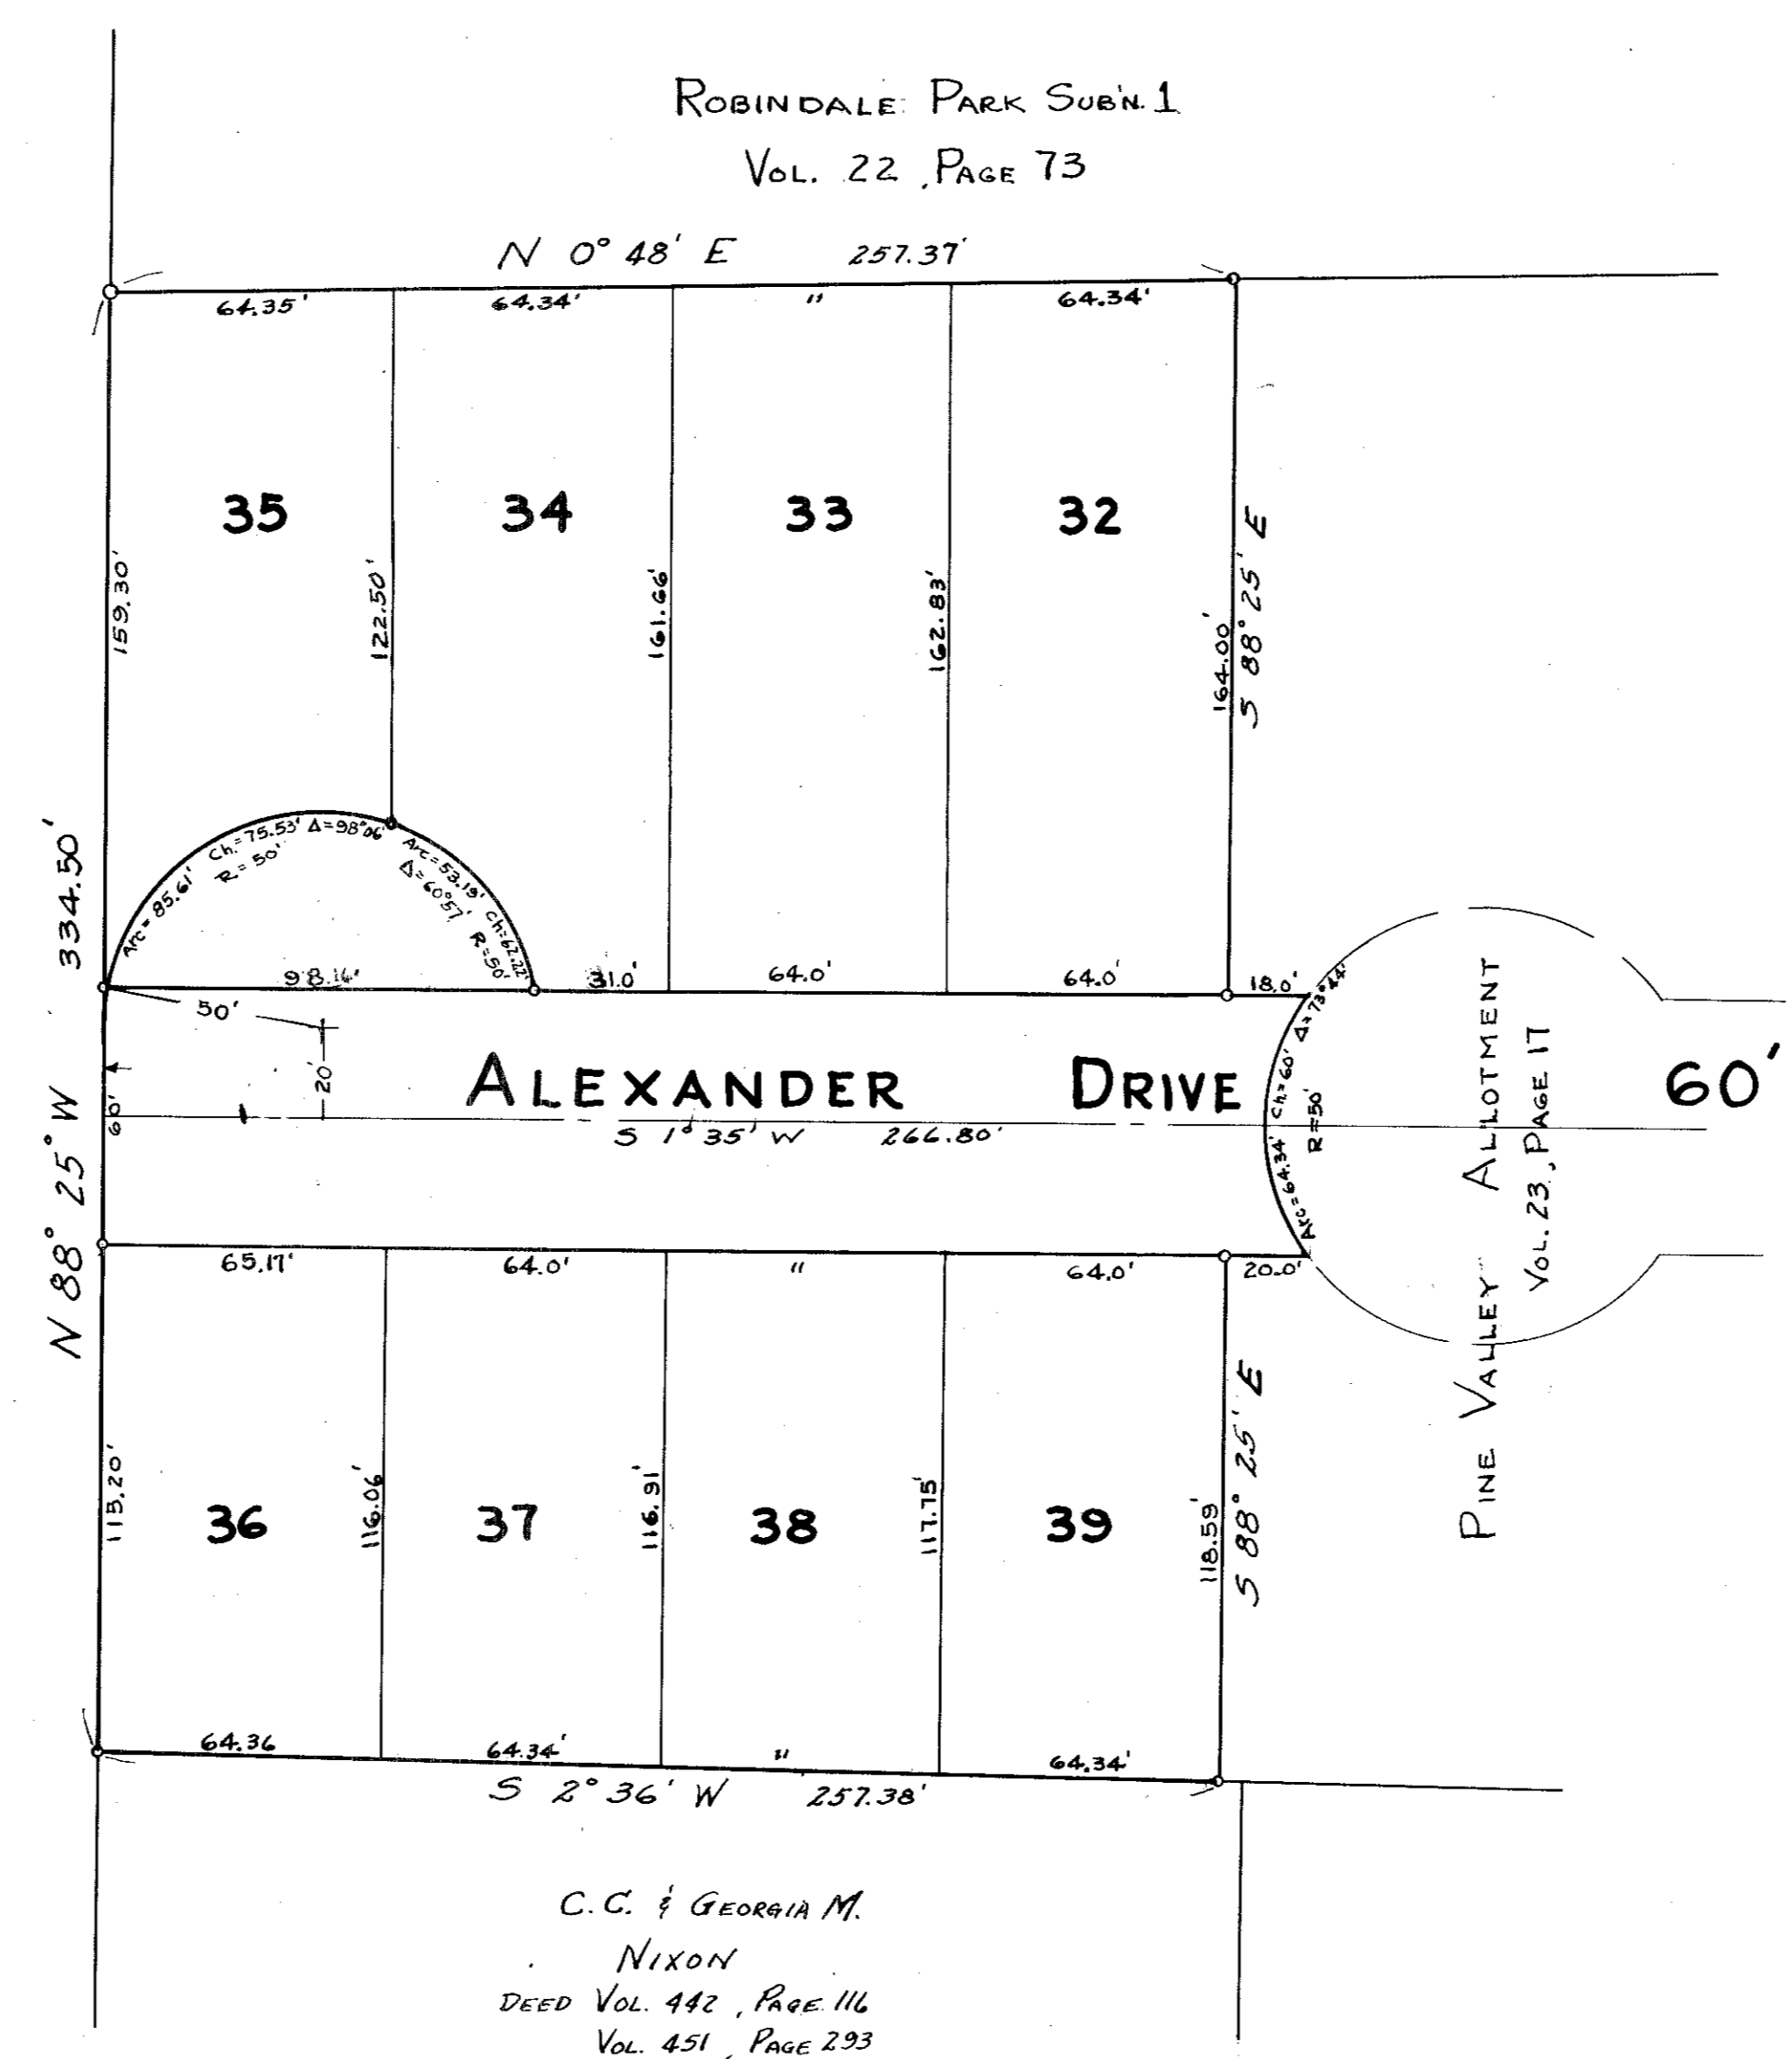 ROBINDALE PARK SUB'N. 1
VOL. 22, PAGE 73
N 0° 48' E 257.37'
64.35' 64.34' " 64.34'
35 34 33 32
159.30'
122.50'
161.66'
162.83'
164.00'
S 88° 25' E
Arc = 85.61' Ch. = 75.53' Δ = 98°06'
R = 50'
Arc = 53.19' Ch. = 62.22'
Δ = 60°57' R = 50'
334.50'
N 88° 25' W
98.16' 31.0' 64.0' 64.0' 18.0'
50'
20'
60'
ALEXANDER DRIVE
60'
S 1° 35' W 266.80'
Arc = 64.34' Ch. = 60' Δ = 73°44'
R = 50'
PINE VALLEY ALLOTMENT
VOL. 23, PAGE 17
65.17' 64.0' " 64.0' 20.0'
115.20'
116.06'
116.91'
117.75'
118.59'
S 88° 25' E
36 37 38 39
64.36 64.34' " 64.34'
S 2° 36' W 257.38'
C.C. & GEORGIA M.
NIXON
DEED VOL. 442, PAGE 116
VOL. 451, PAGE 293